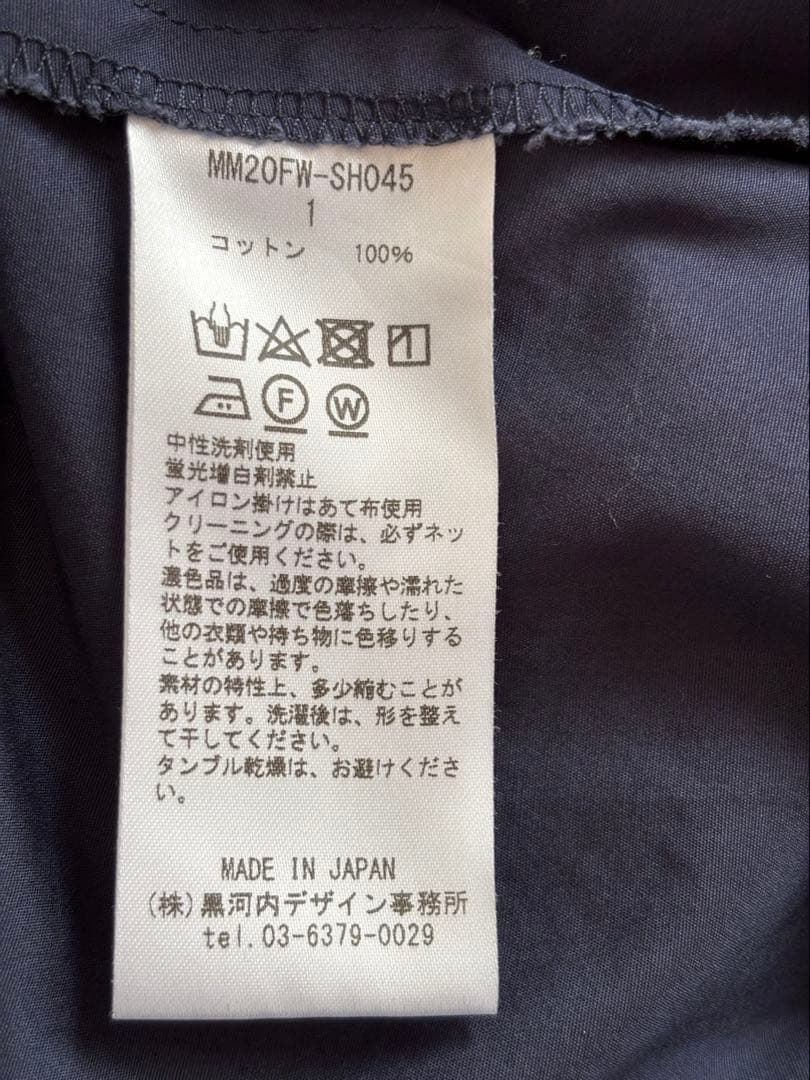 MM20FW-SH045
1
コットン 100%
F W
中性洗剤使用
蛍光増白剤禁止
アイロン掛けはあて布使用
クリーニングの際は、必ずネッ
トをご使用ください。
濃色品は、過度の摩擦や濡れた
状態での摩擦で色落ちしたり、
他の衣類や持ち物に色移りする
ことがあります。
素材の特性上、多少縮むことが
あります。洗濯後は、形を整え
て干してください。
タンブル乾燥は、お避けくださ
い。
MADE IN JAPAN
(株)黒河内デザイン事務所
tel.03-6379-0029